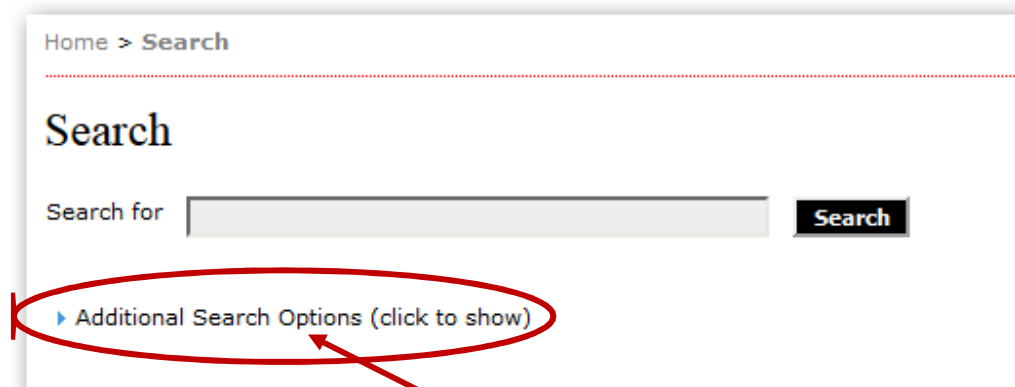 Home > Search
Search
Search for
Search
Additional Search Options (click to show)